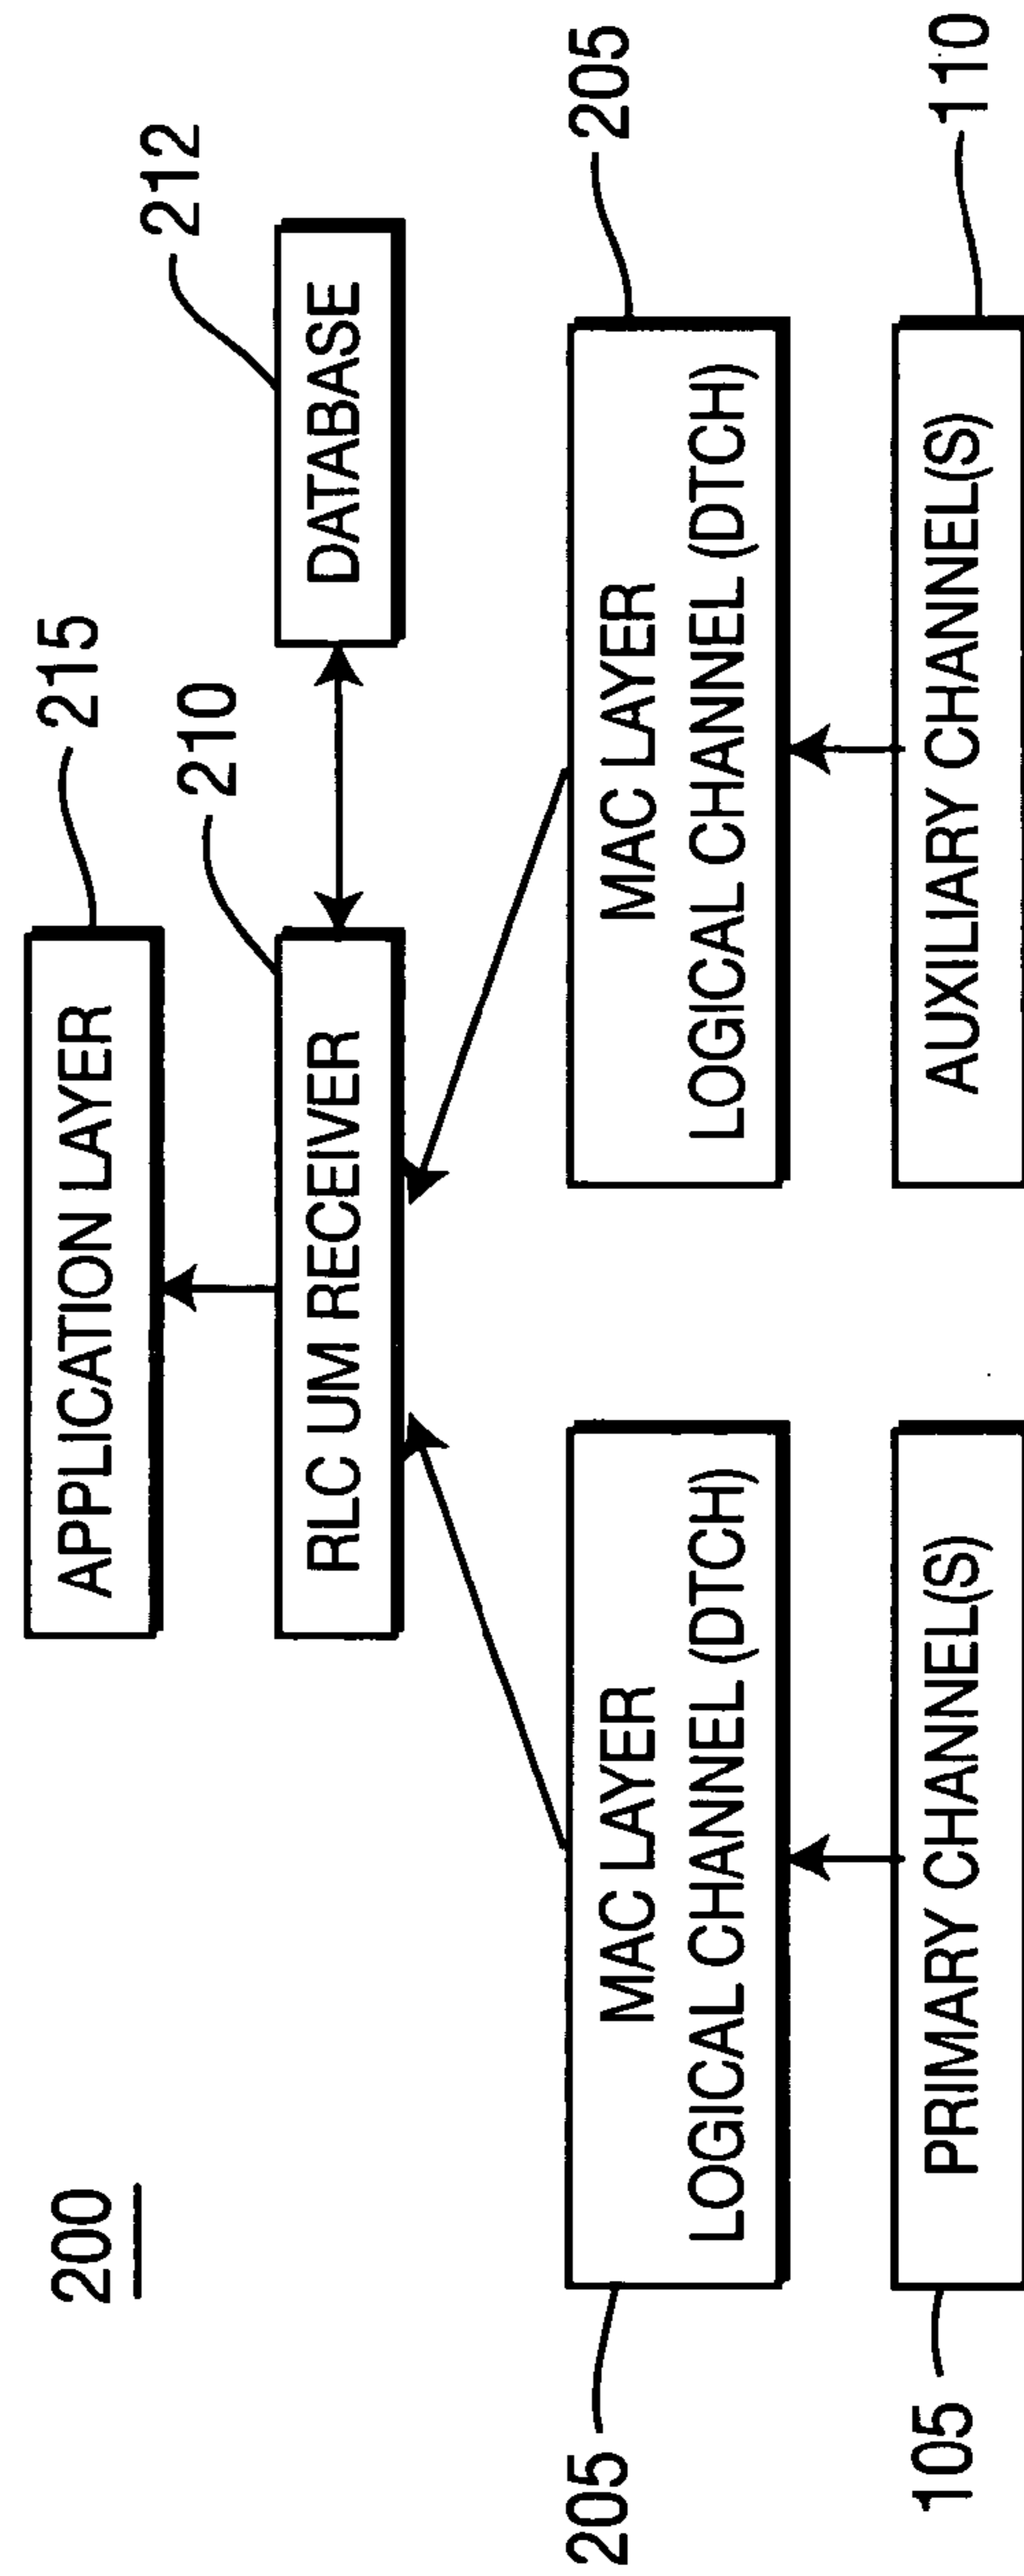 200
215
APPLICATION LAYER
212
210
RLC UM RECEIVER
DATABASE
205
MAC LAYER
LOGICAL CHANNEL (DTCH)
205
MAC LAYER
LOGICAL CHANNEL (DTCH)
105
PRIMARY CHANNEL(S)
110
AUXILIARY CHANNEL(S)